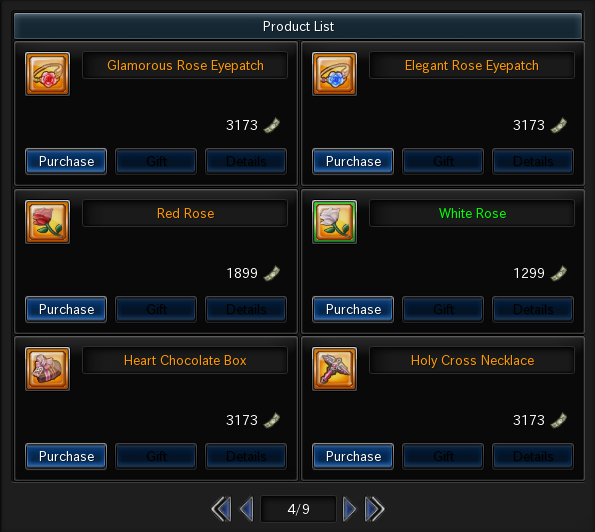 Product List
Glamorous Rose Eyepatch
3173
Purchase Gift Details
Elegant Rose Eyepatch
3173
Purchase Gift Details
Red Rose
1899
Purchase Gift Details
White Rose
1299
Purchase Gift Details
Heart Chocolate Box
3173
Purchase Gift Details
Holy Cross Necklace
3173
Purchase Gift Details
4/9